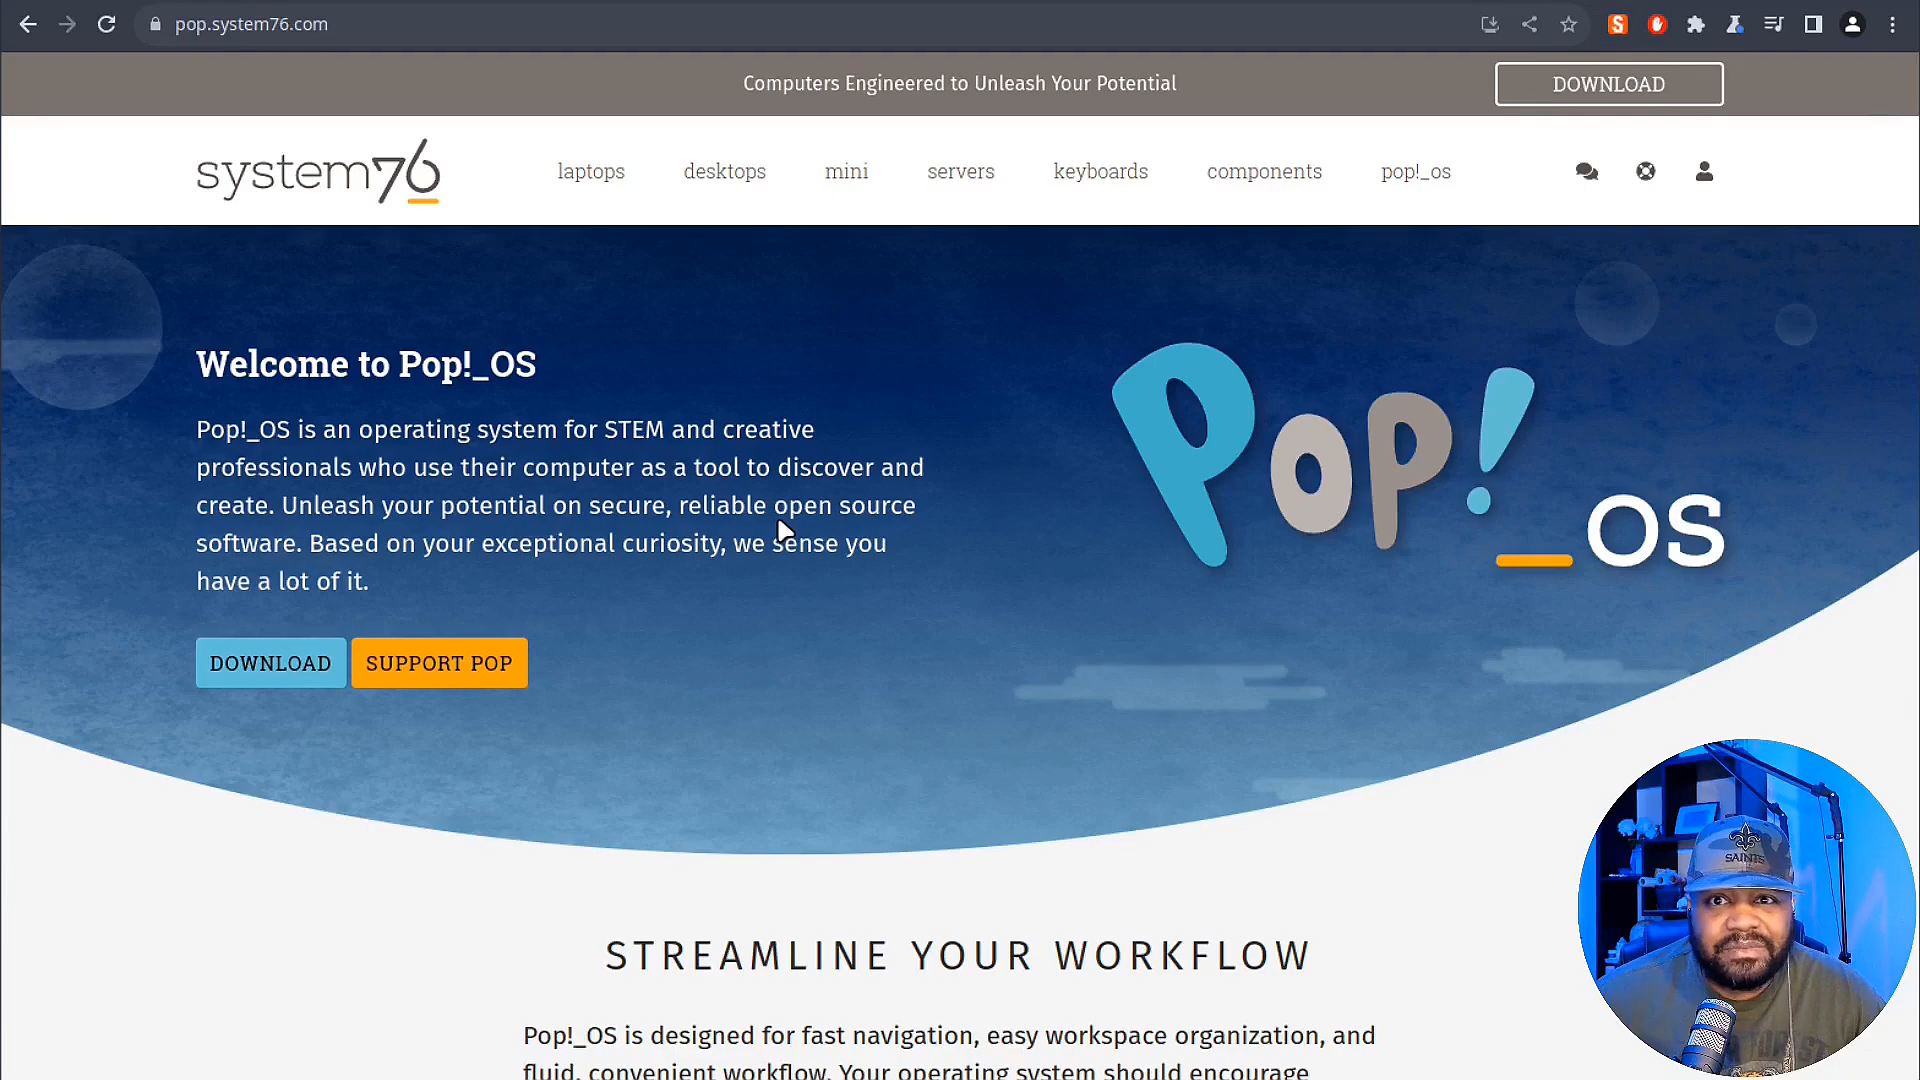 pop.system76.com
Computers Engineered to Unleash Your Potential
DOWNLOAD
system76
laptops
desktops
mini
servers
keyboards
components
pop!_os
Welcome to Pop!_OS
Pop!_OS is an operating system for STEM and creative
professionals who use their computer as a tool to discover and
create. Unleash your potential on secure, reliable open source
software. Based on your exceptional curiosity, we sense you
have a lot of it.
DOWNLOAD
SUPPORT POP
Pop!_OS
STREAMLINE YOUR WORKFLOW
Pop!_OS is designed for fast navigation, easy workspace organization, and
fluid, convenient workflow. Your operating system should encourage
SAINTS